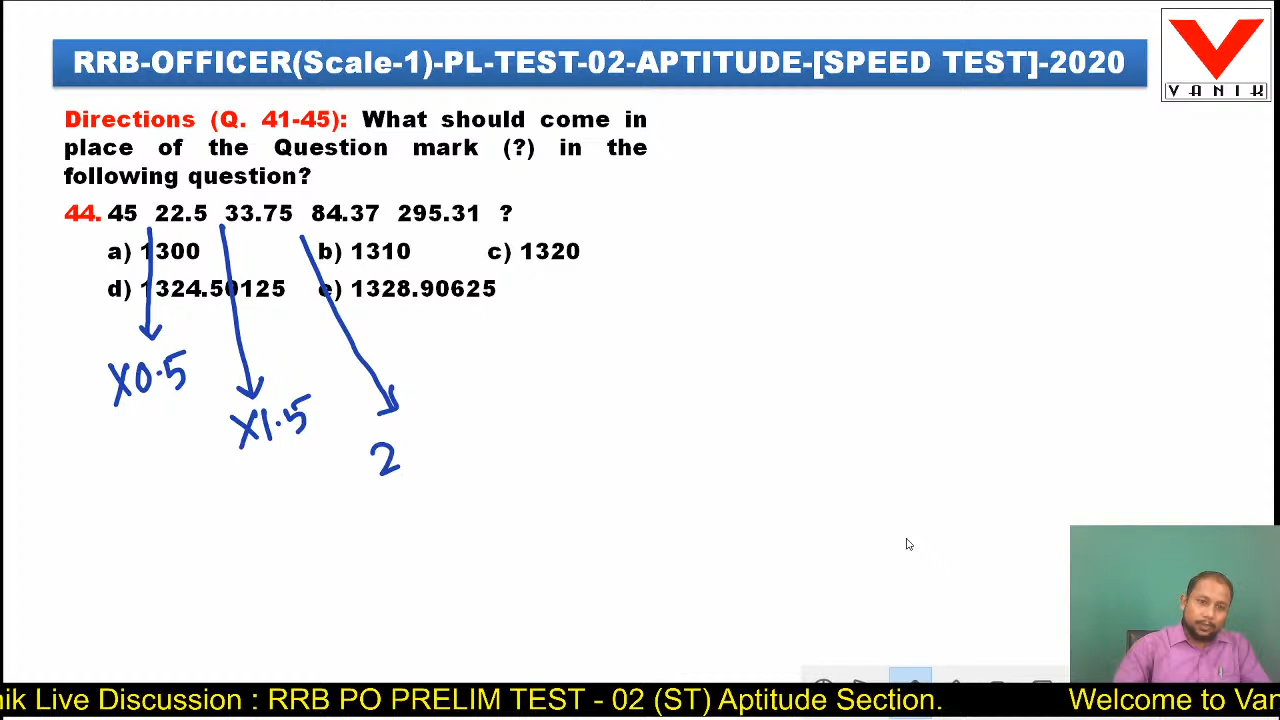 RRB-OFFICER(Scale-1)-PL-TEST-02-APTITUDE-[SPEED TEST]-2020
VANIK
Directions (Q. 41-45): What should come in
place of the Question mark (?) in the
following question?
44. 45 22.5 33.75 84.37 295.31 ?
a) 1300 b) 1310 c) 1320
d) 1324.50125 e) 1328.90625
X0.5
X1.5
2
nik Live Discussion : RRB PO PRELIM TEST - 02 (ST) Aptitude Section. Welcome to Van